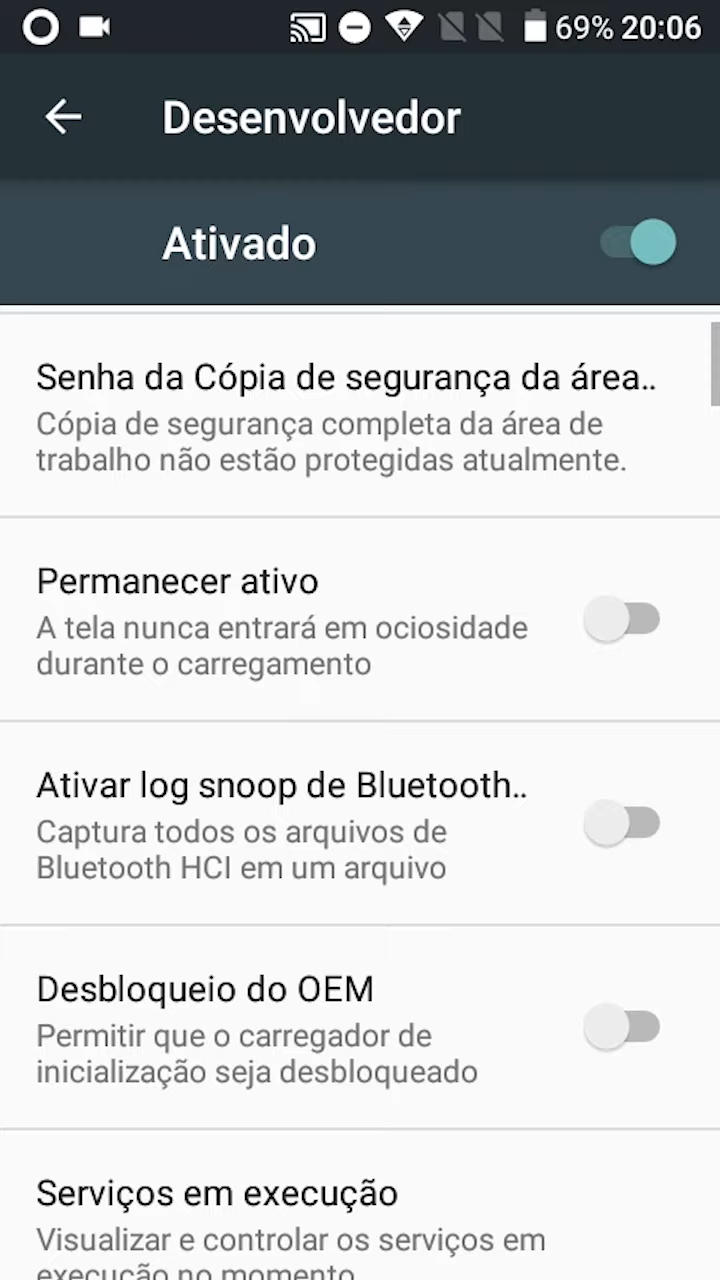 69% 20:06
Desenvolvedor
Ativado
Senha da Cópia de segurança da área..
Cópia de segurança completa da área de
trabalho não estão protegidas atualmente.
Permanecer ativo
A tela nunca entrará em ociosidade
durante o carregamento
Ativar log snoop de Bluetooth..
Captura todos os arquivos de
Bluetooth HCI em um arquivo
Desbloqueio do OEM
Permitir que o carregador de
inicialização seja desbloqueado
Serviços em execução
Visualizar e controlar os serviços em
execução no momento